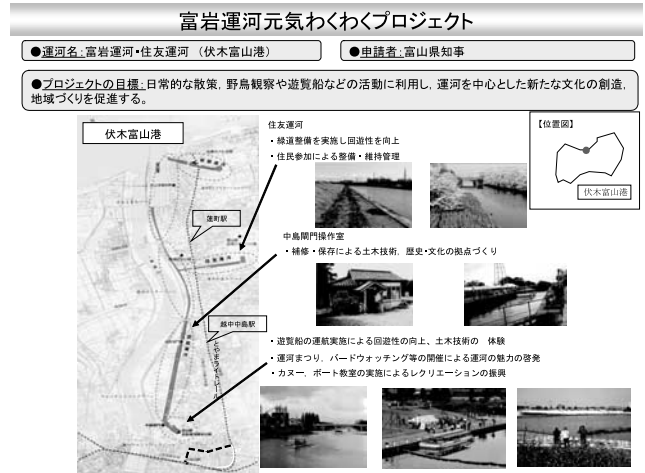 富岩運河元気わくわくプロジェクト
●運河名：富岩運河・住友運河 （伏木富山港）
●申請者：富山県知事
●プロジェクトの目標：日常的な散策，野鳥観察や遊覧船などの活動に利用し，運河を中心とした新たな文化の創造，
地域づくりを促進する。
伏木富山港
住友運河
・緑道整備を実施し回遊性を向上
・住民参加による整備・維持管理
【位置図】
伏木富山港
蓮町駅
中島閘門操作室
・補修・保存による土木技術，歴史・文化の拠点づくり
越中中島駅
とやまライトレール
・遊覧船の運航実施による回遊性の向上、土木技術の 体験
・運河まつり，バードウォッチング等の開催による運河の魅力の啓発
・カヌー，ボート教室の実施によるレクリエーションの振興